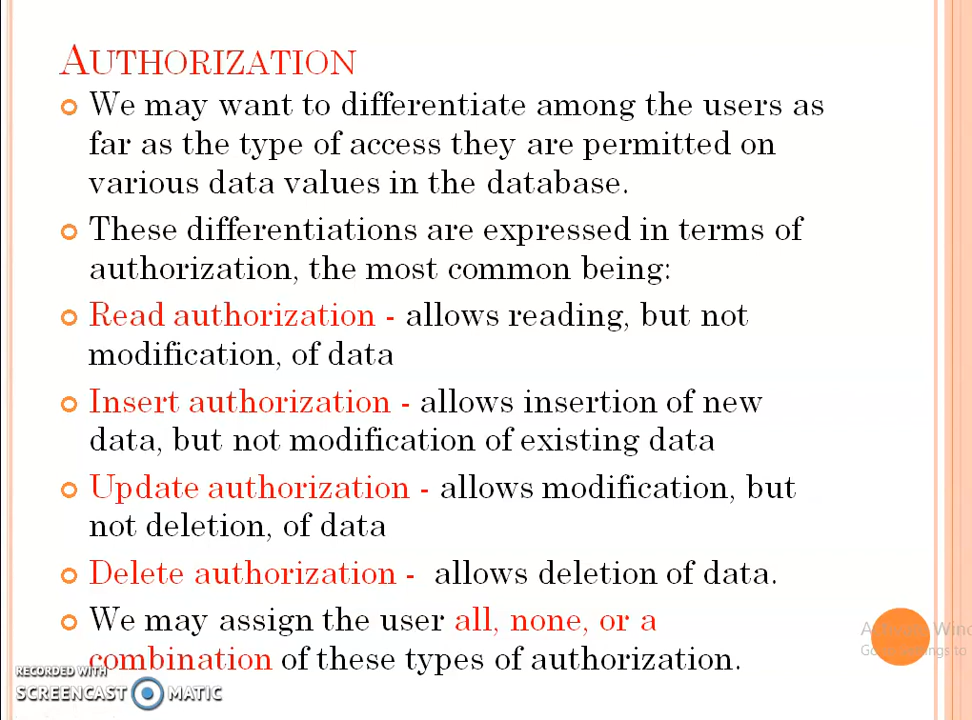 AUTHORIZATION
We may want to differentiate among the users as
far as the type of access they are permitted on
various data values in the database.
These differentiations are expressed in terms of
authorization, the most common being:
Read authorization - allows reading, but not
modification, of data
Insert authorization - allows insertion of new
data, but not modification of existing data
Update authorization - allows modification, but
not deletion, of data
Delete authorization - allows deletion of data.
We may assign the user all, none, or a
combination of these types of authorization.
RECORDED WITH
SCREENCAST MATIC